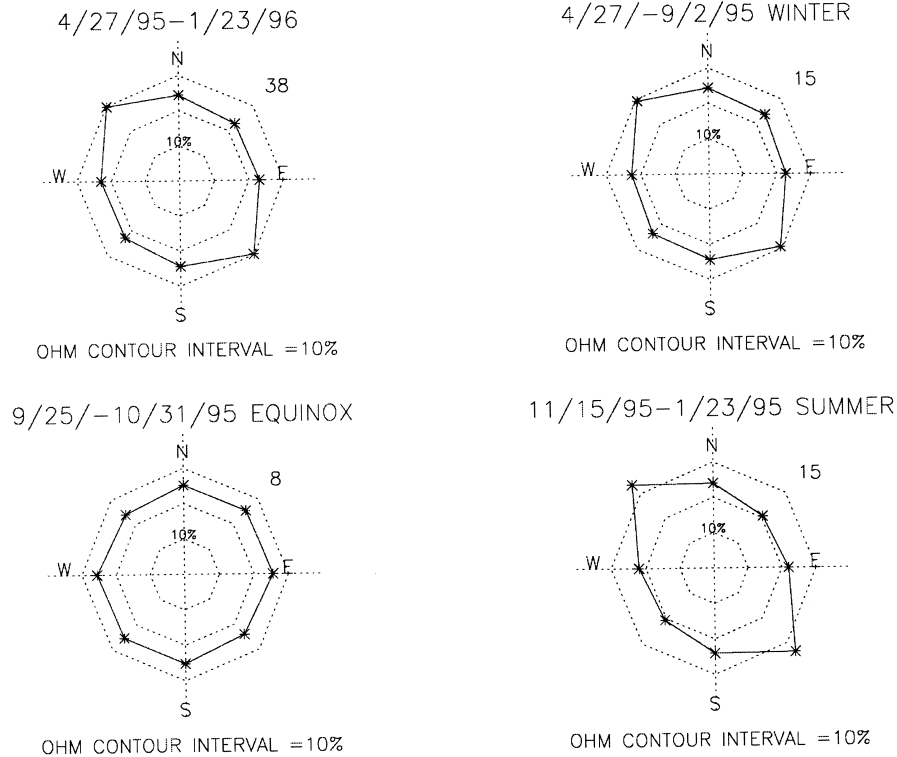 4/27/95-1/23/96
N
38
10%
W
E
S
OHM CONTOUR INTERVAL =10%
4/27/-9/2/95 WINTER
N
15
10%
W
E
S
OHM CONTOUR INTERVAL =10%
9/25/-10/31/95 EQUINOX
N
8
10%
W
E
S
OHM CONTOUR INTERVAL =10%
11/15/95-1/23/95 SUMMER
N
15
10%
W
E
S
OHM CONTOUR INTERVAL =10%